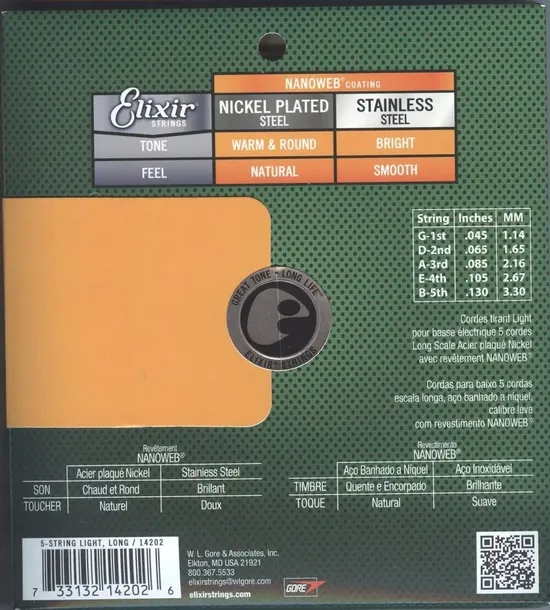 NANOWEB® COATING
Elixir®
STRINGS
NICKEL PLATED
STEEL
STAINLESS
STEEL
TONE WARM & ROUND BRIGHT
FEEL NATURAL SMOOTH
String Inches MM
G-1st .045 1.14
D-2nd .065 1.65
A-3rd .085 2.16
E-4th .105 2.67
B-5th .130 3.30
GREAT TONE • LONG LIFE™
ELIXIR® STRINGS
Cordes tirant Light
pour basse électrique 5 cordes
Long Scale Acier plaqué Nickel
avec revêtement NANOWEB®
Cordas para baixo 5 cordas
escala longa, aço banhado a níquel,
calibre leve
com revestimento NANOWEB®
Revêtement
NANOWEB®
Acier plaqué Nickel Stainless Steel
SON Chaud et Rond Brillant
TOUCHER Naturel Doux
Revestimento
NANOWEB®
Aço Banhado a Níquel Aço Inoxidável
TIMBRE Quente e Encorpado Brilhante
TOQUE Natural Suave
5-STRING LIGHT, LONG / 14202
7 33132 14202 6
W. L. Gore & Associates, Inc.
Elkton, MD USA 21921
800.367.5533
elixirstrings@wlgore.com
elixirstrings.com
GORE